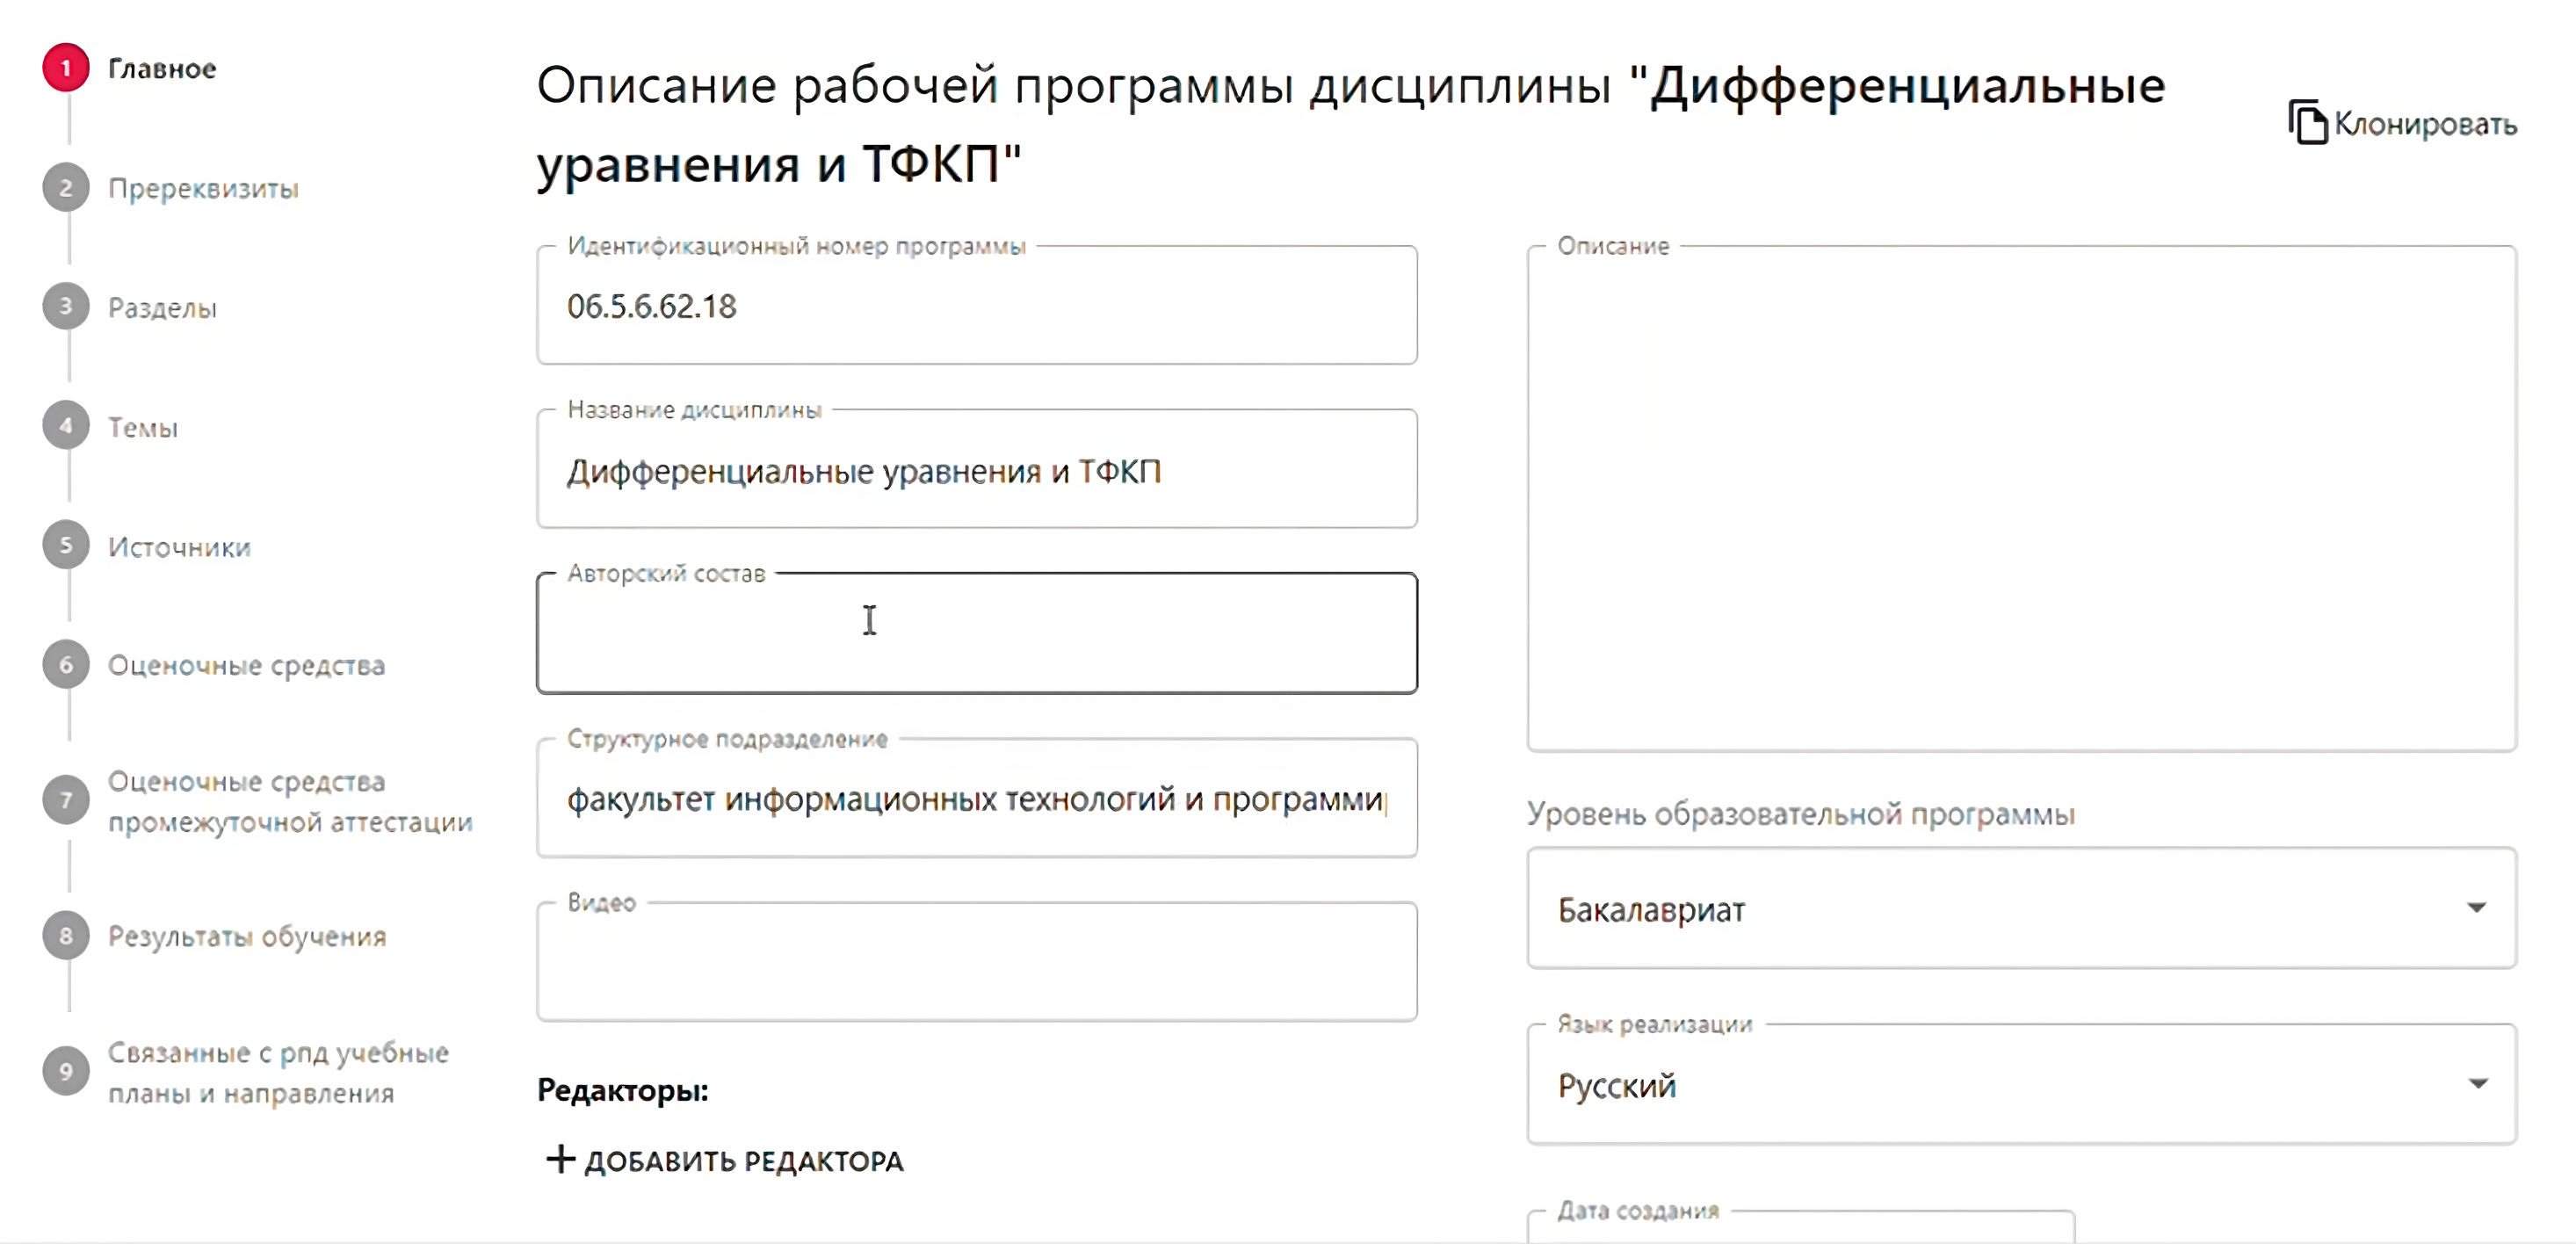 1 Главное
2 Пререквизиты
3 Разделы
4 Темы
5 Источники
6 Оценочные средства
7 Оценочные средства
промежуточной аттестации
8 Результаты обучения
9 Связанные с рпд учебные
планы и направления
Описание рабочей программы дисциплины "Дифференциальные
уравнения и ТФКП"
Клонировать
Идентификационный номер программы
06.5.6.62.18
Название дисциплины
Дифференциальные уравнения и ТФКП
Авторский состав
Структурное подразделение
факультет информационных технологий и программи
Видео
Редакторы:
+ ДОБАВИТЬ РЕДАКТОРА
Описание
Уровень образовательной программы
Бакалавриат
Язык реализации
Русский
Дата создания